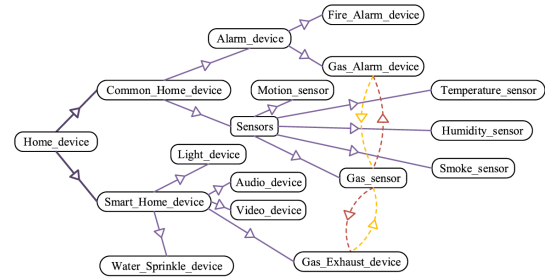 Fire_Alarm_device
Alarm_device
Gas_Alarm_device
Common_Home_device
Motion_sensor
Temperature_sensor
Sensors
Humidity_sensor
Home_device
Light_device
Smoke_sensor
Gas_sensor
Audio_device
Smart_Home_device
Video_device
Water_Sprinkle_device
Gas_Exhaust_device